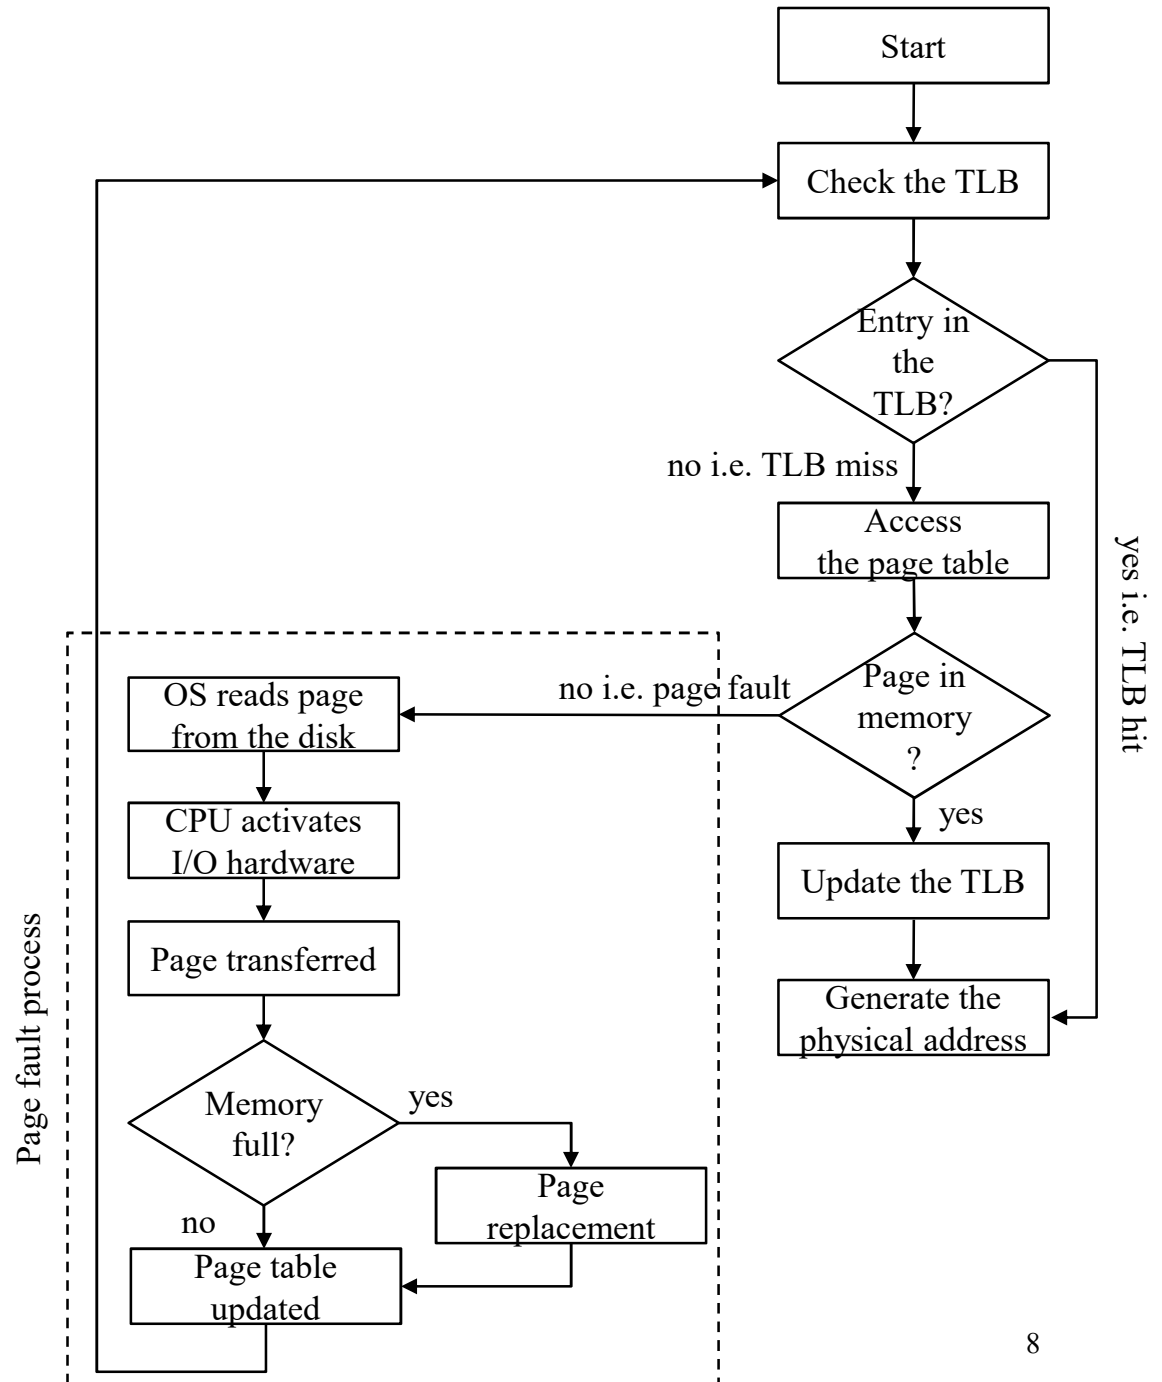 Start
Check the TLB
Entry in
the
TLB?
no i.e. TLB miss
yes i.e. TLB hit
Access
the page table
Page in
memory
?
no i.e. page fault
yes
Update the TLB
Generate the
physical address
Page fault process
OS reads page
from the disk
CPU activates
I/O hardware
Page transferred
Memory
full?
yes
no
Page
replacement
Page table
updated
8